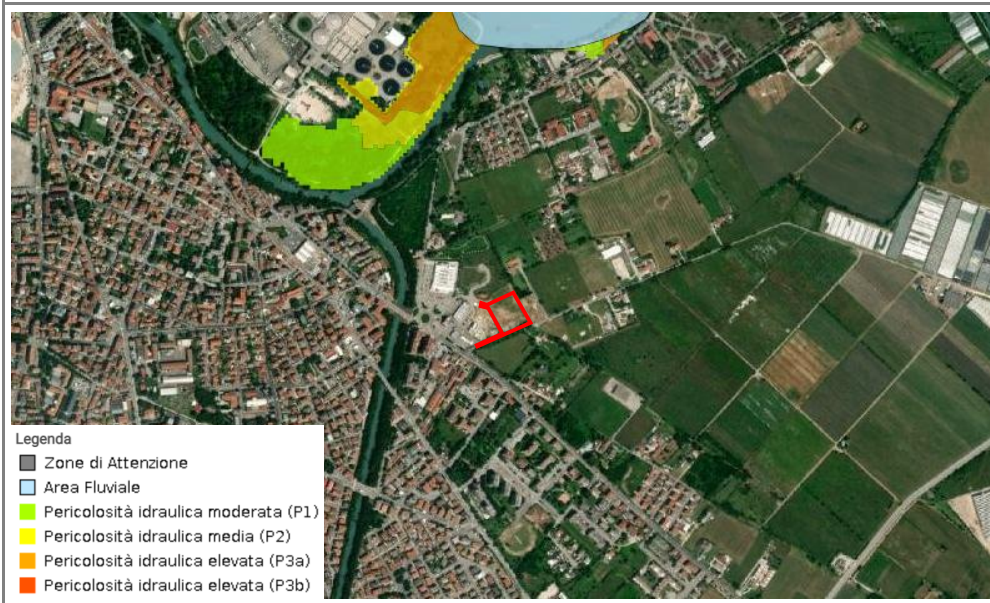 Legenda
Zone di Attenzione
Area Fluviale
Pericolosità idraulica moderata (P1)
Pericolosità idraulica media (P2)
Pericolosità idraulica elevata (P3a)
Pericolosità idraulica elevata (P3b)